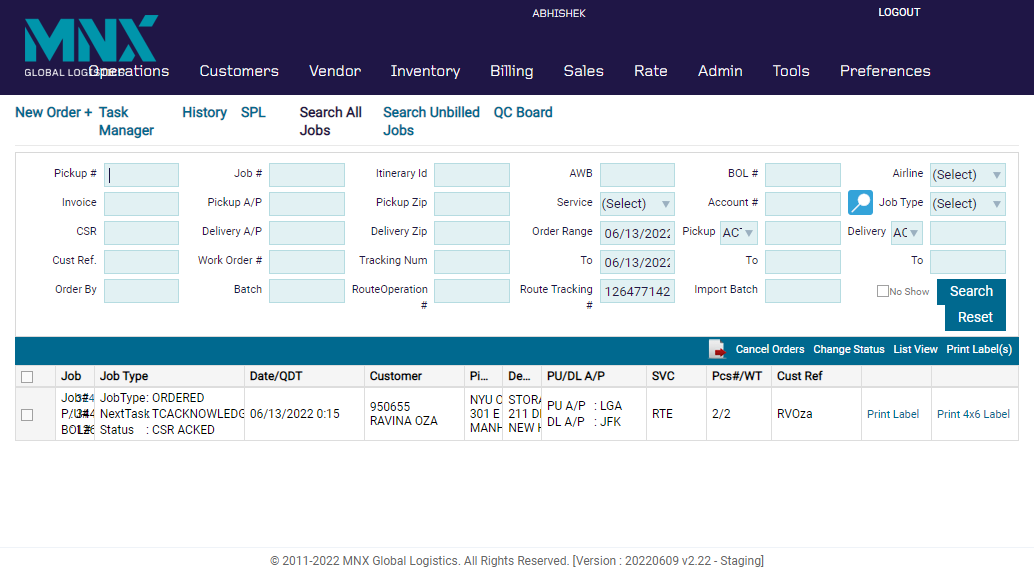 ABHISHEK
LOGOUT
MNX
GLOBAL LOGISTICS
Operations Customers Vendor Inventory Billing Sales Rate Admin Tools Preferences
New Order + Task Manager History SPL Search All Jobs Search Unbilled Jobs QC Board
Pickup # Job # Itinerary Id AWB BOL # Airline (Select)
Invoice Pickup A/P Pickup Zip Service (Select) Account # Job Type (Select)
CSR Delivery A/P Delivery Zip Order Range 06/13/2022 Pickup AC Delivery AC
Cust Ref. Work Order # Tracking Num To 06/13/2022 To To
Order By Batch RouteOperation # Route Tracking # 126477142 Import Batch No Show Search
Reset
Cancel Orders Change Status List View Print Label(s)
Job Job Type Date/QDT Customer Pi... De... PU/DL A/P SVC Pcs#/WT Cust Ref
Job# JobType: ORDERED 06/13/2022 0:15 950655 NYU 301 E MANH STORA 211 NEW PU A/P : LGA RTE 2/2 RVOza Print Label Print 4x6 Label
NextTask TCACKNOWLEDG RAVINA OZA DL A/P : JFK
BOL# Status : CSR ACKED
© 2011-2022 MNX Global Logistics. All Rights Reserved. [Version : 20220609 v2.22 - Staging]